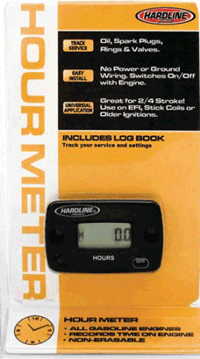 HARDLINE
HOUR METER
TRACK
SERVICE
Oil, Spark Plugs,
Rings & Valves.
EASY
INSTALL
No Power or Ground
Wiring. Switches On/Off
with Engine.
UNIVERSAL
APPLICATION
Great for 2/4 Stroke!
Use on EFI, Stick Coils or
Older Ignitions.
INCLUDES LOG BOOK
Track your service and settings
HARDLINE
0.0
HOURS
HOUR METER
- ALL GASOLINE ENGINES
- RECORDS TIME ON ENGINE
- NON-ERASABLE